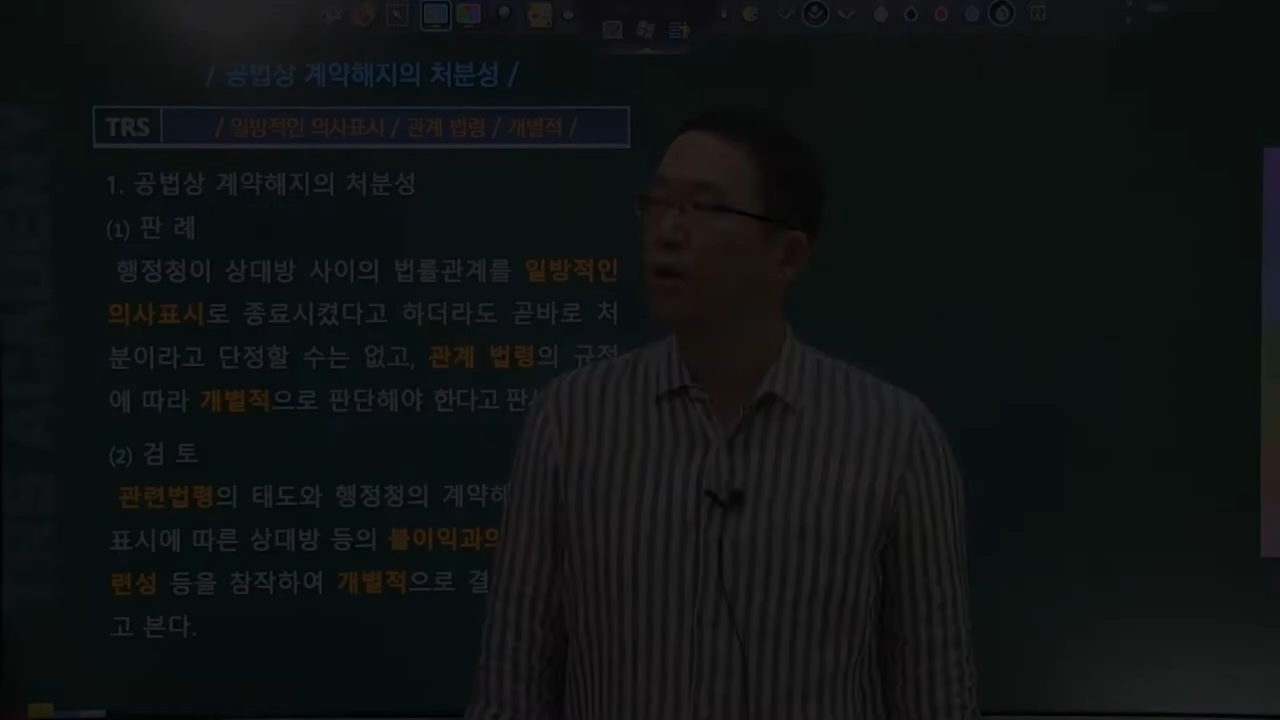 / 공법상 계약해지의 처분성 /
TRS / 일방적인 의사표시 / 관계 법령 / 개별적 /
1. 공법상 계약해지의 처분성
(1) 판 례
행정청이 상대방 사이의 법률관계를 일방적인
의사표시로 종료시켰다고 하더라도 곧바로 처
분이라고 단정할 수는 없고, 관계 법령의 규정
에 따라 개별적으로 판단해야 한다고
(2) 검 토
관련법령의 태도와 행정청의 계약해
표시에 따른 상대방 등의 불이익과의
련성 등을 참작하여 개별적으로 결
고 본다.